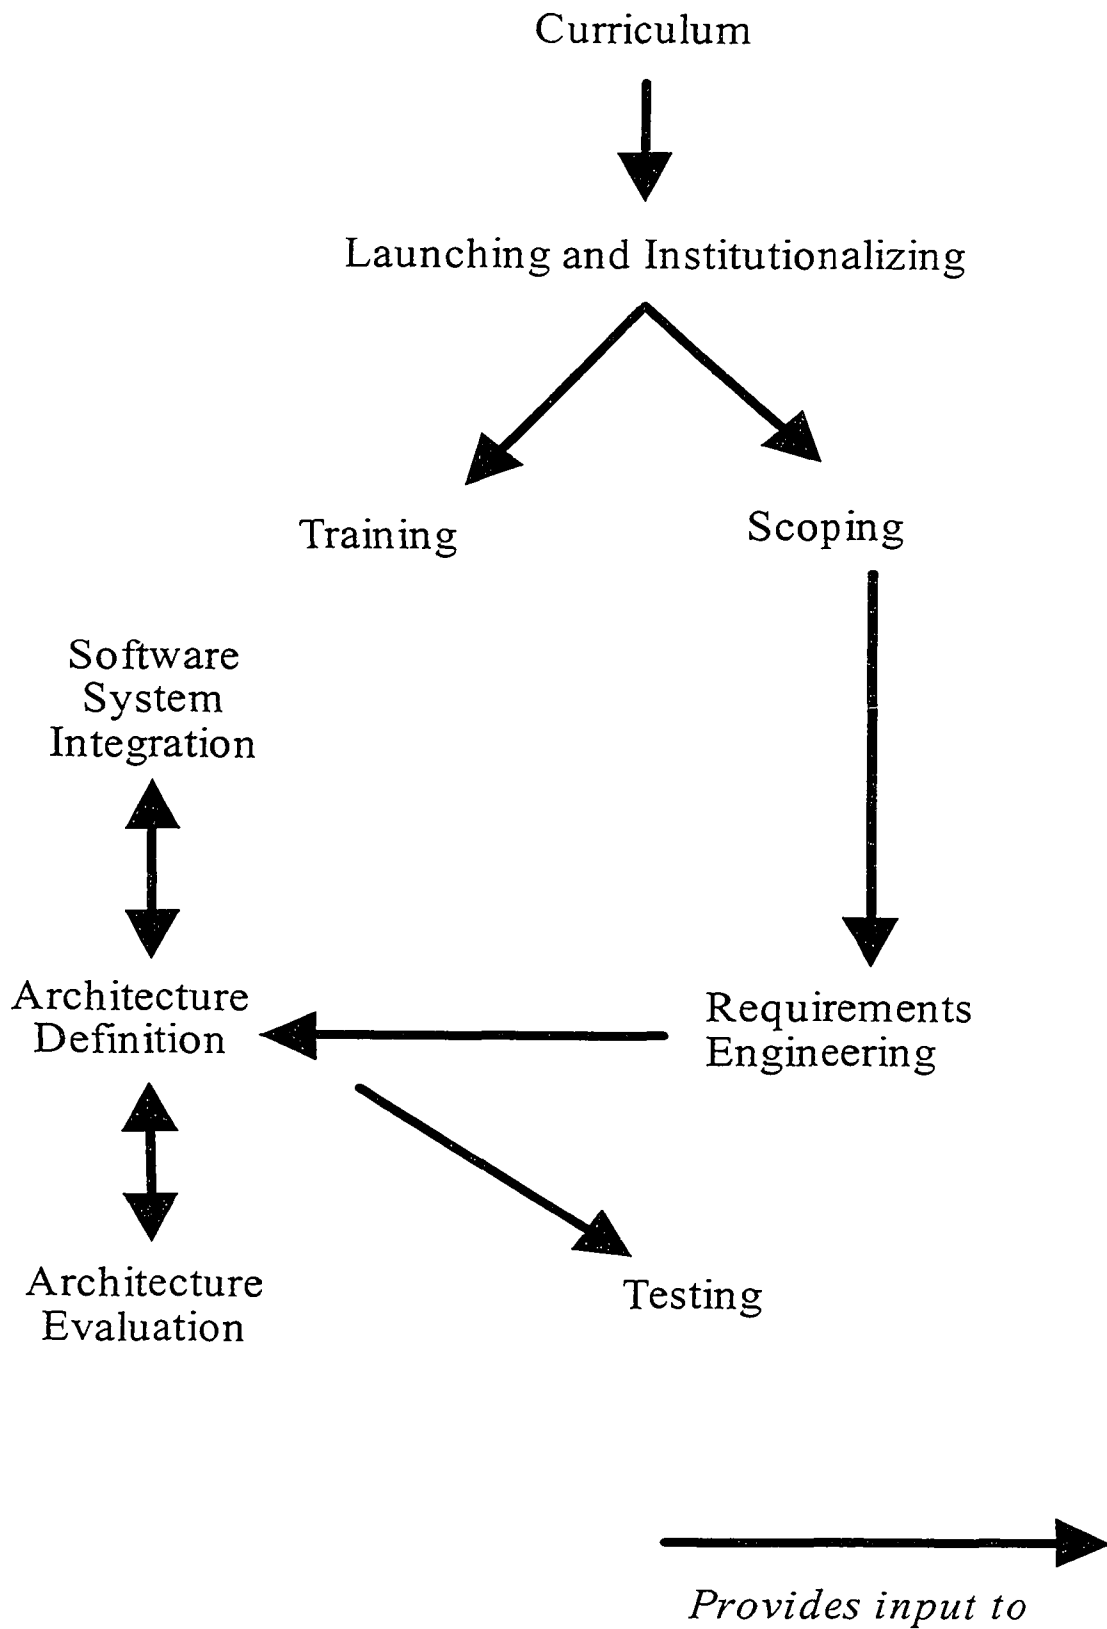 Curriculum
Launching and Institutionalizing
Training
Scoping
Software
System
Integration
Architecture
Definition
Requirements
Engineering
Architecture
Evaluation
Testing
Provides input to